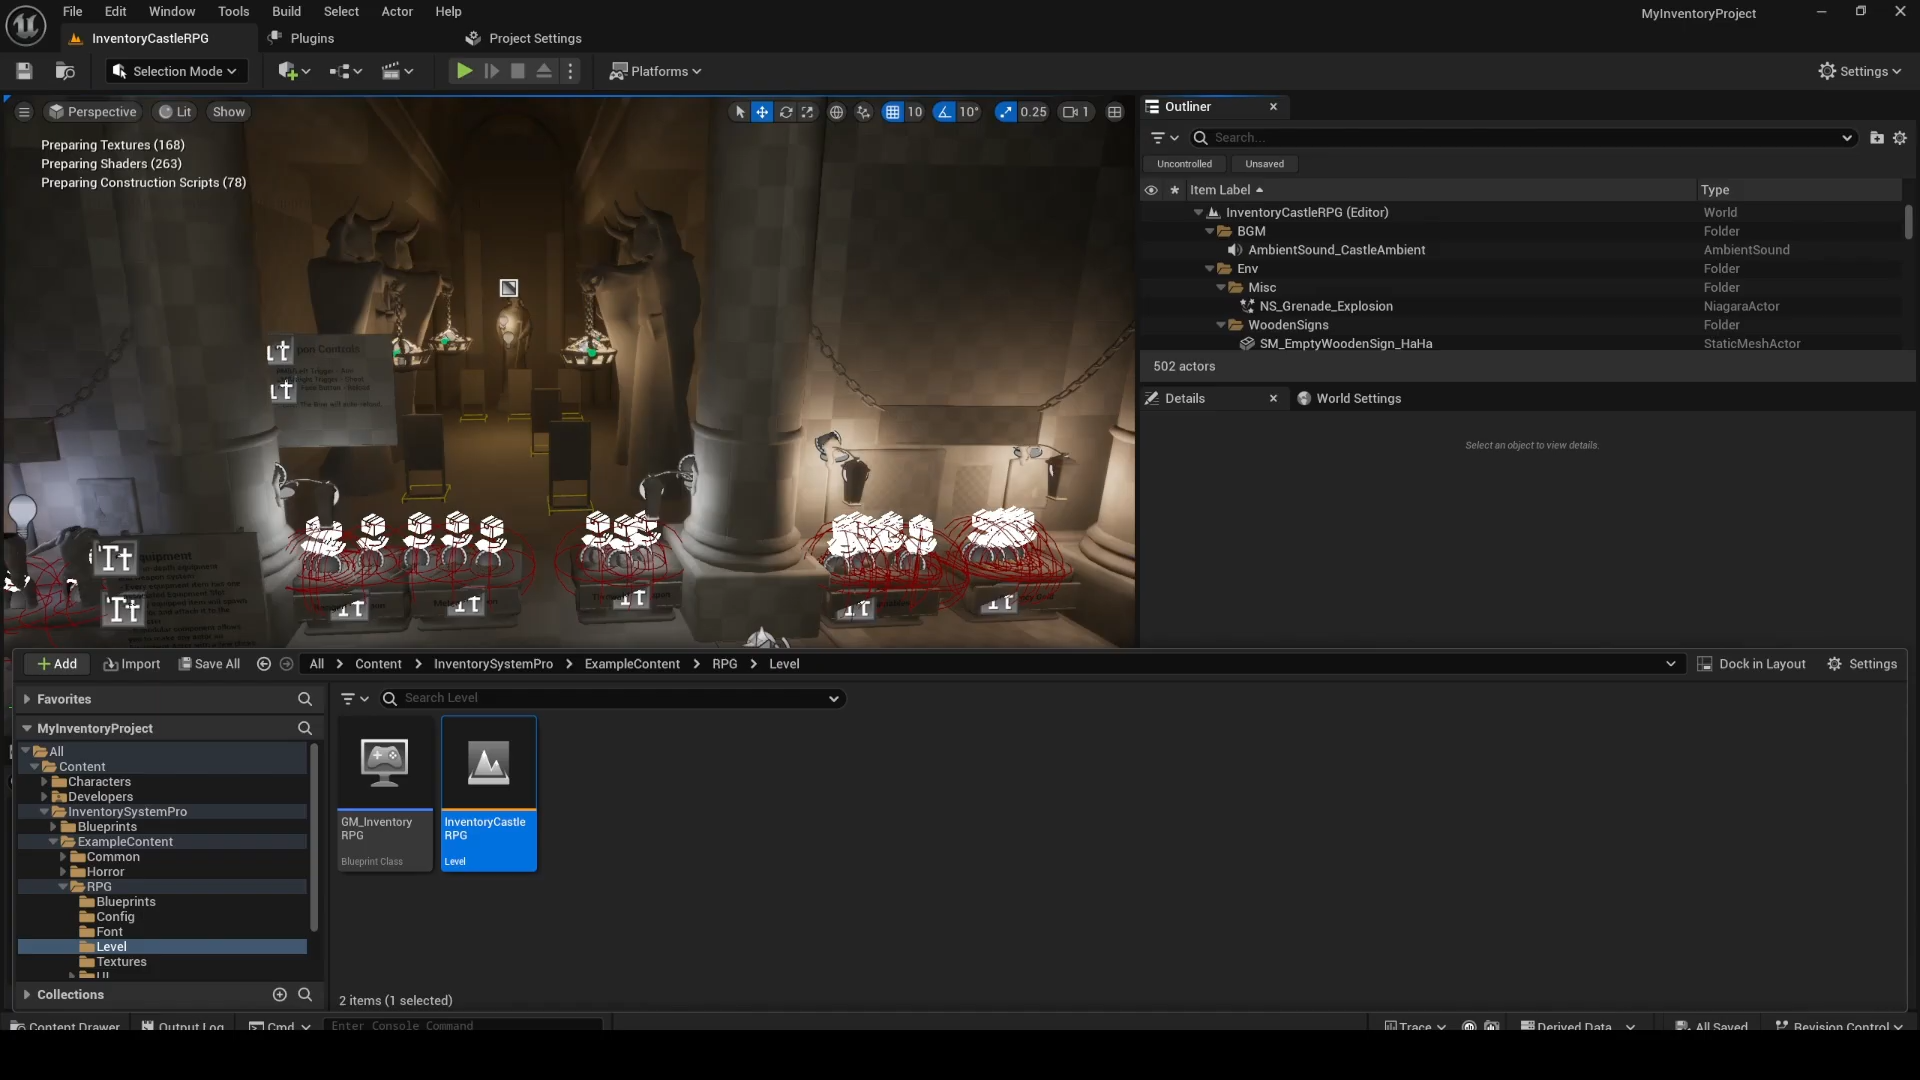 File Edit Window Tools Build Select Actor Help
MyInventoryProject
InventoryCastleRPG
Plugins
Project Settings
Selection Mode
Platforms
Settings
Perspective
Lit
Show
10
10°
0.25
1
Preparing Textures (168)
Preparing Shaders (263)
Preparing Construction Scripts (78)
Outliner
Search...
Uncontrolled
Unsaved
Item Label
Type
InventoryCastleRPG (Editor)
World
BGM
Folder
AmbientSound_CastleAmbient
AmbientSound
Env
Folder
Misc
Folder
NS_Grenade_Explosion
NiagaraActor
WoodenSigns
Folder
SM_EmptyWoodenSign_HaHa
StaticMeshActor
502 actors
Details
World Settings
Select an object to view details.
Controls
Add
Import
Save All
All
Content
InventorySystemPro
ExampleContent
RPG
Level
Dock in Layout
Settings
Favorites
Search Level
MyInventoryProject
All
Content
Characters
Developers
InventorySystemPro
Blueprints
ExampleContent
Common
Horror
RPG
Blueprints
Config
Font
Level
Textures
UI
Collections
GM_Inventory
RPG
Blueprint Class
InventoryCastle
RPG
Level
2 items (1 selected)
Content Drawer
Output Log
Cmd
Enter Console Command
Trace
Derived Data
All Saved
Revision Control